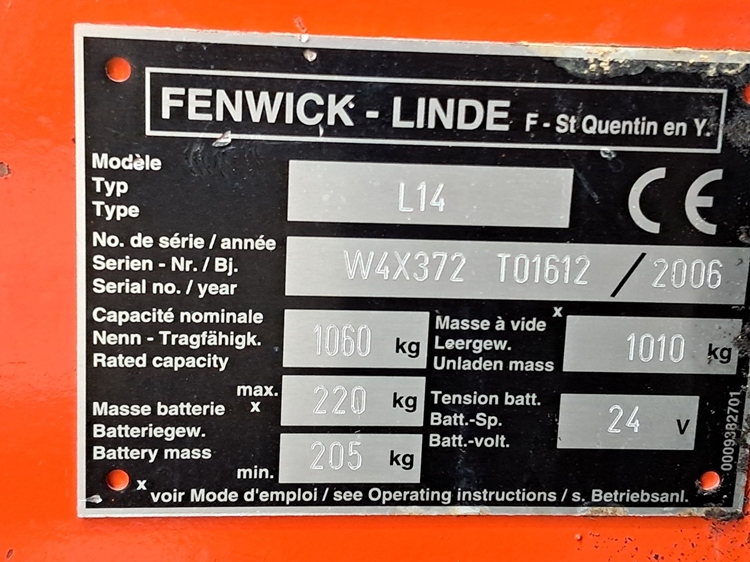 FENWICK - LINDE F - St Quentin en Y.
Modèle
Typ
Type
L14
CE
No. de série / année
Serien - Nr. / Bj.
Serial no. / year
W4X372 T01612 / 2006
Capacité nominale
Nenn - Tragfähigk.
Rated capacity
1060 kg
Masse à vide x
Leergew.
Unladen mass
1010 kg
Masse batterie x
Batteriegew.
Battery mass
max.
220 kg
min.
205 kg
Tension batt.
Batt.-Sp.
Batt.-volt.
24 V
x voir Mode d'emploi / see Operating instructions / s. Betriebsanl.
0009382701